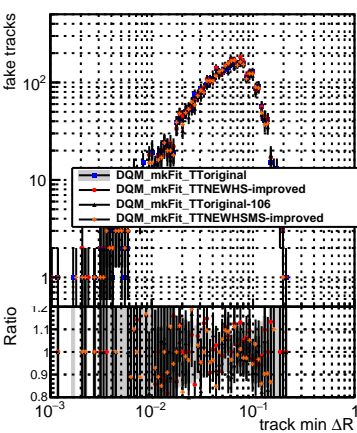 fake tracks
10²
10
1
DQM_mkFit_TToriginal
DQM_mkFit_TTNEWHS-improved
DQM_mkFit_TToriginal-106
DQM_mkFit_TTNEWHSMS-improved
Ratio
1.2
1.1
1
0.9
0.8
10⁻³ 10⁻² 10⁻¹ 1
track min ΔR